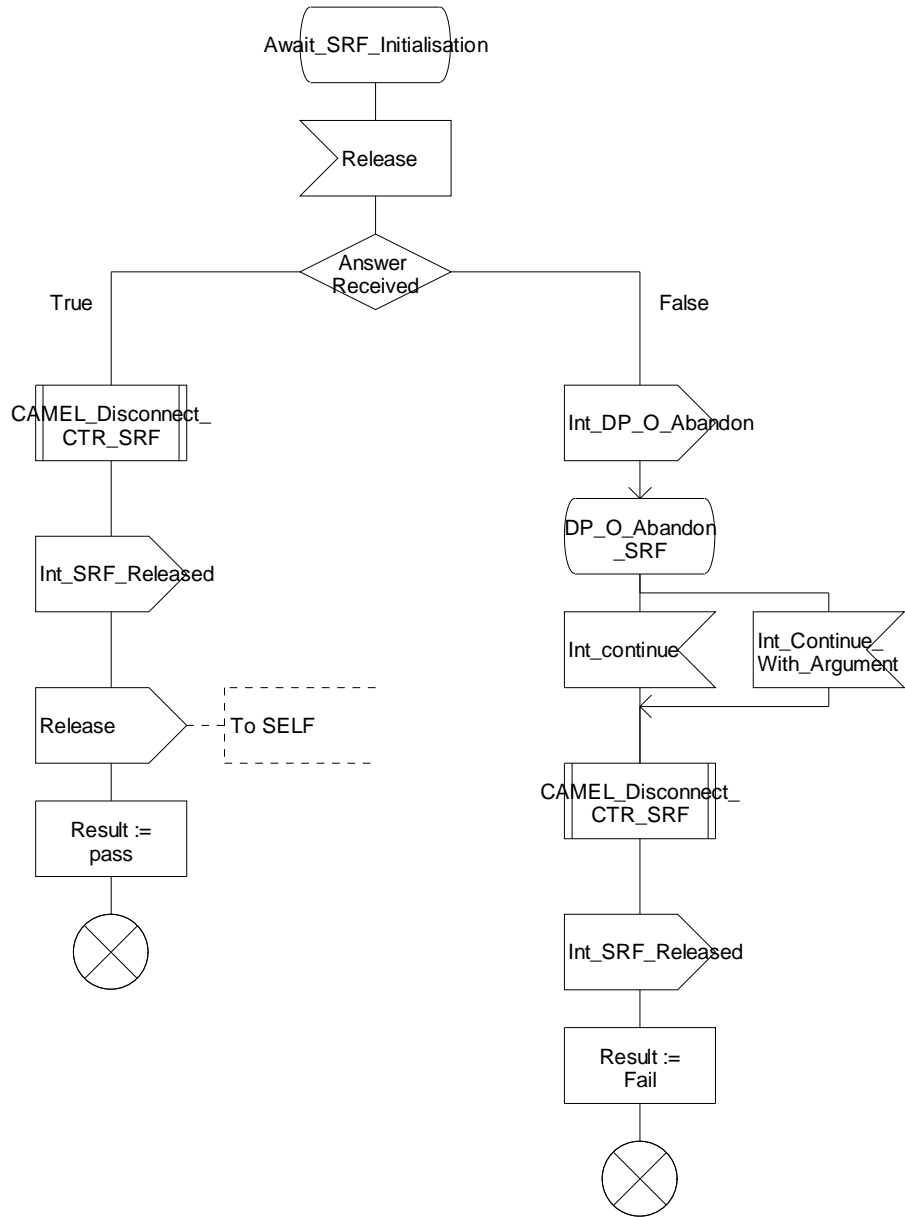 Await_SRF_Initialisation
Release
Answer
Received
True
False
CAMEL_Disconnect_
CTR_SRF
Int_DP_O_Abandon
DP_O_Abandon
_SRF
Int_SRF_Released
Int_continue
Int_Continue_
With_Argument
Release
To SELF
CAMEL_Disconnect_
CTR_SRF
Result :=
pass
Int_SRF_Released
Result :=
Fail